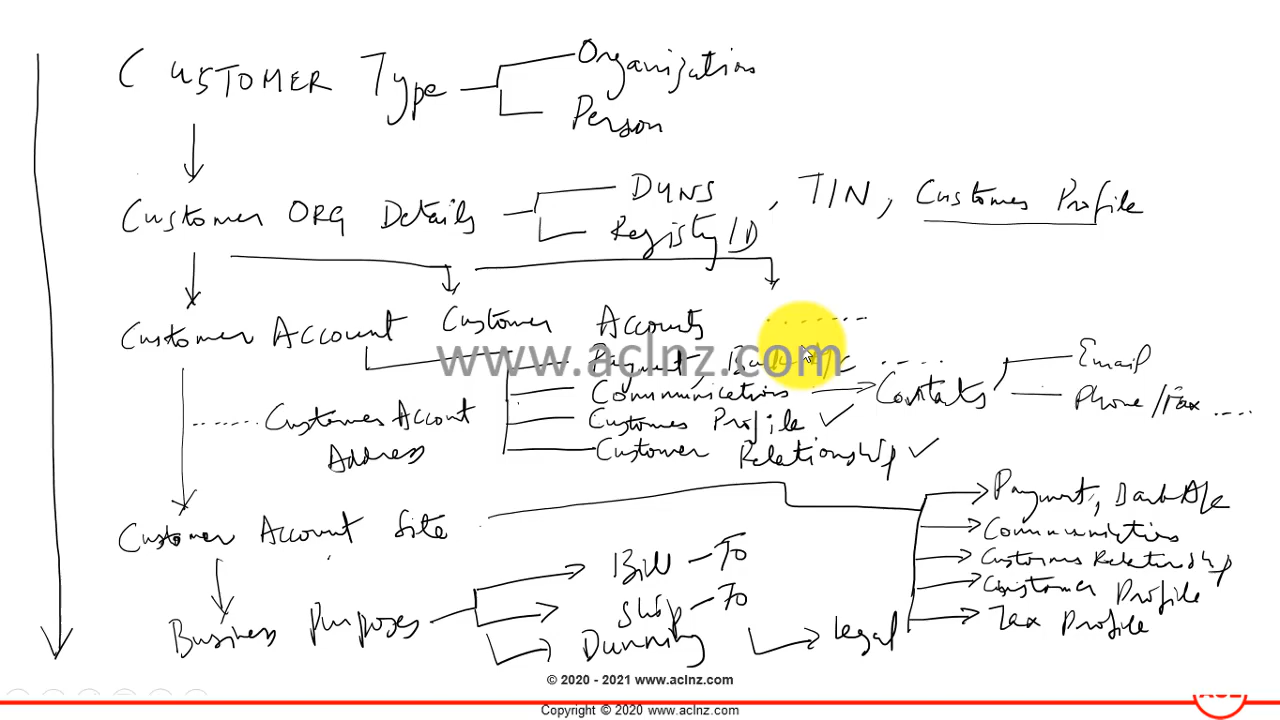 CUSTOMER Type
Organization
Person
Customer ORG Details
DUNS
Registry ID
, TIN, Customer Profile
Customer Account
Customer Accounts
www.aclnz.com
Payment, Bank A/C
Communications
Contacts
Email
Phone/Fax ....
Customer Profile ✓
Customer Relationship ✓
Customer Account
Address
Customer Account Site
Payment, Bank A/c
Communication
Customer Relationship
Customer Profile
Tax Profile
Business Purposes
Bill-To
Ship-To
Dunning
Legal
© 2020 - 2021 www.aclnz.com
Copyright © 2020 www.aclnz.com